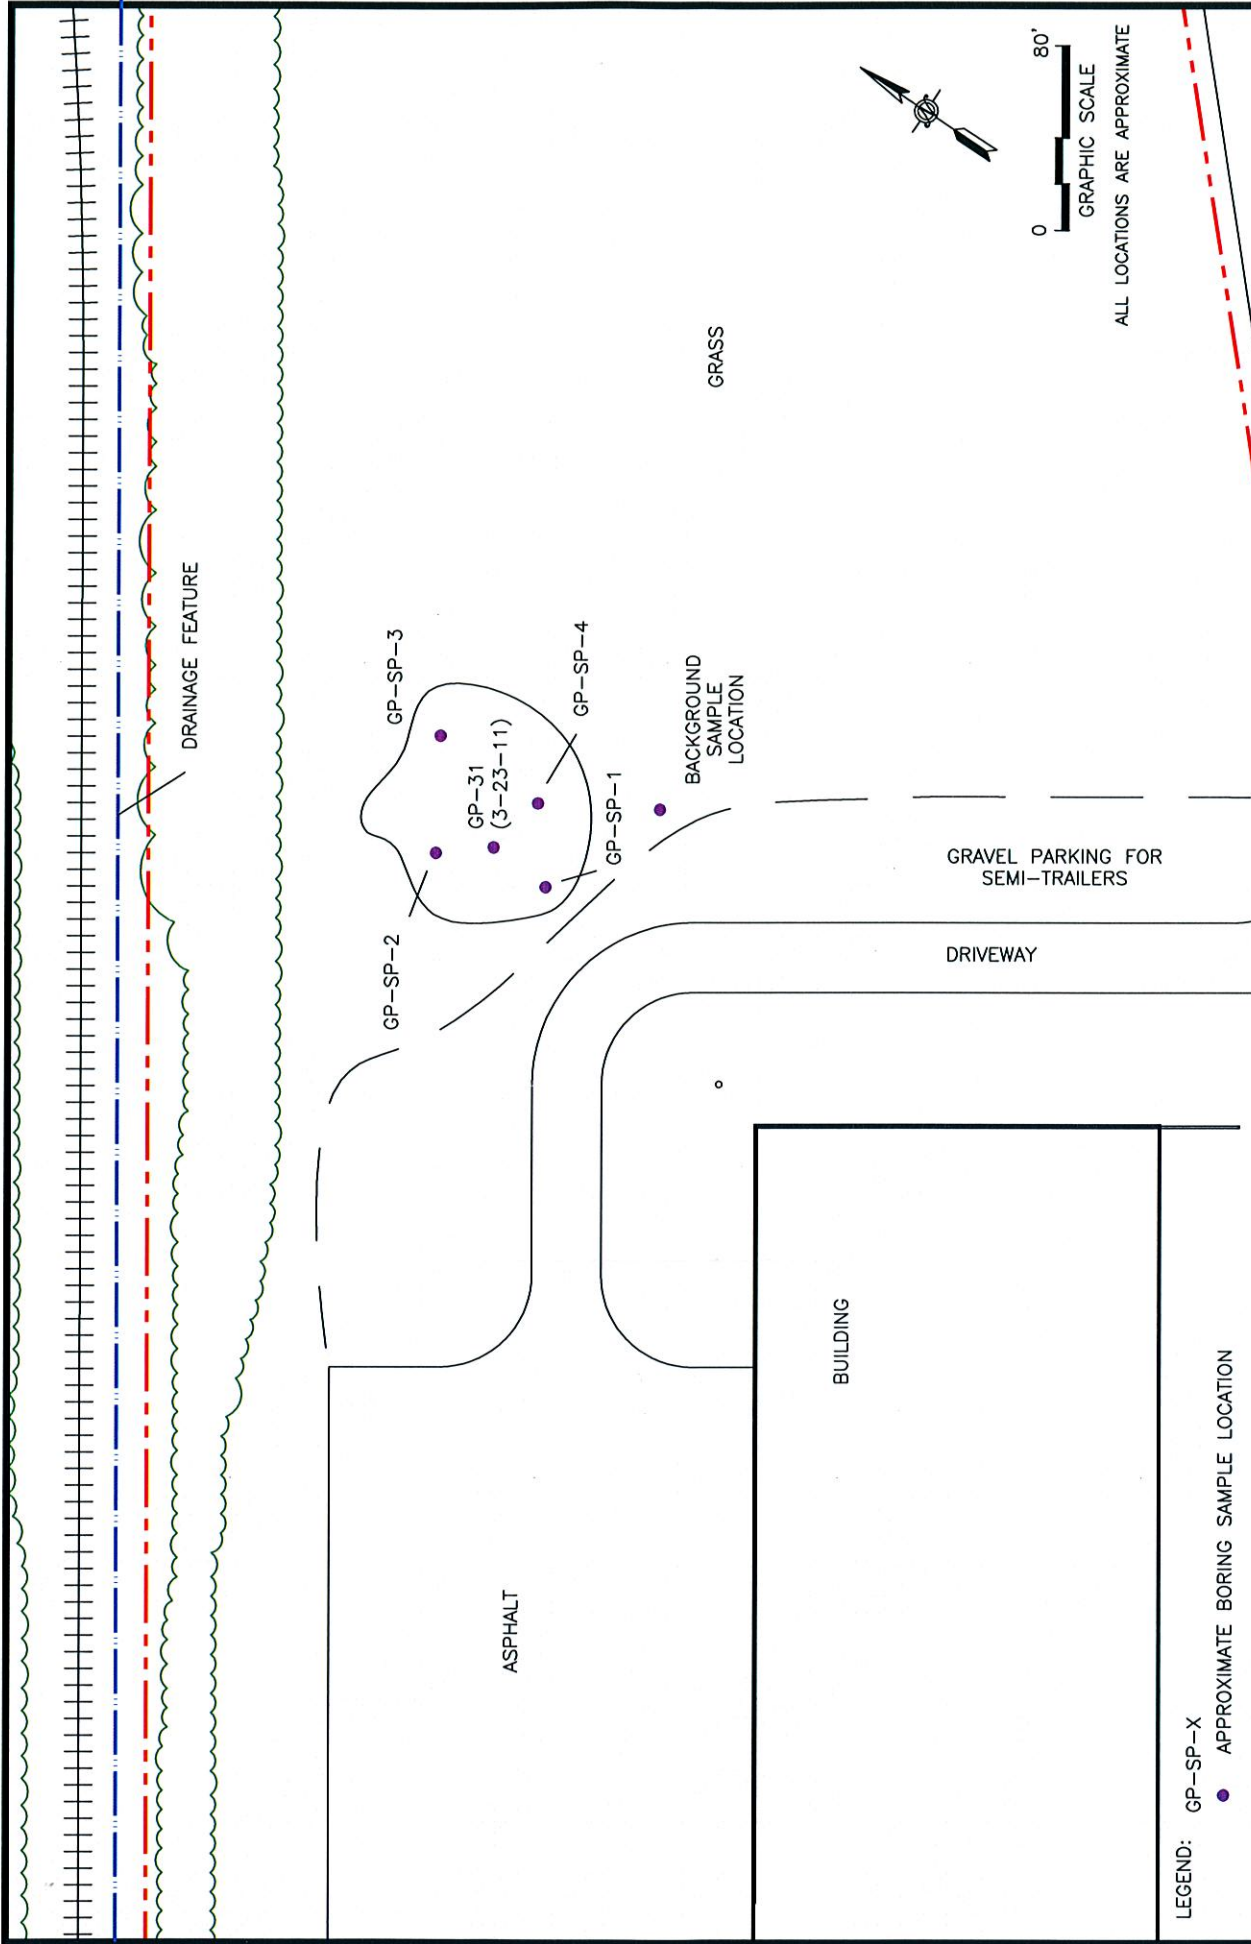 DRAINAGE FEATURE
GP-SP-3
GP-SP-2
GP-31
(3-23-11)
GP-SP-4
GP-SP-1
BACKGROUND
SAMPLE
LOCATION
GRASS
0 80'
GRAPHIC SCALE
ALL LOCATIONS ARE APPROXIMATE
GRAVEL PARKING FOR
SEMI-TRAILERS
DRIVEWAY
ASPHALT
BUILDING
LEGEND: GP-SP-X
APPROXIMATE BORING SAMPLE LOCATION